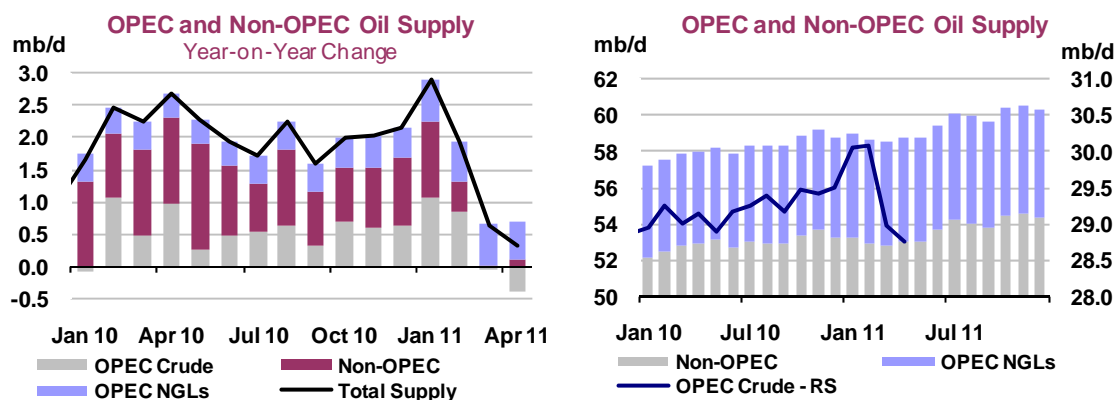 OPEC and Non-OPEC Oil Supply
Year-on-Year Change
mb/d
3.0
2.5
2.0
1.5
1.0
0.5
0.0
-0.5
Jan 10 Apr 10 Jul 10 Oct 10 Jan 11 Apr 11
OPEC Crude Non-OPEC
OPEC NGLs Total Supply
OPEC and Non-OPEC Oil Supply
mb/d mb/d
62 31.0
60 30.5
58 30.0
56 29.5
54 29.0
52 28.5
50 28.0
Jan 10 Jul 10 Jan 11 Jul 11
Non-OPEC OPEC NGLs
OPEC Crude - RS